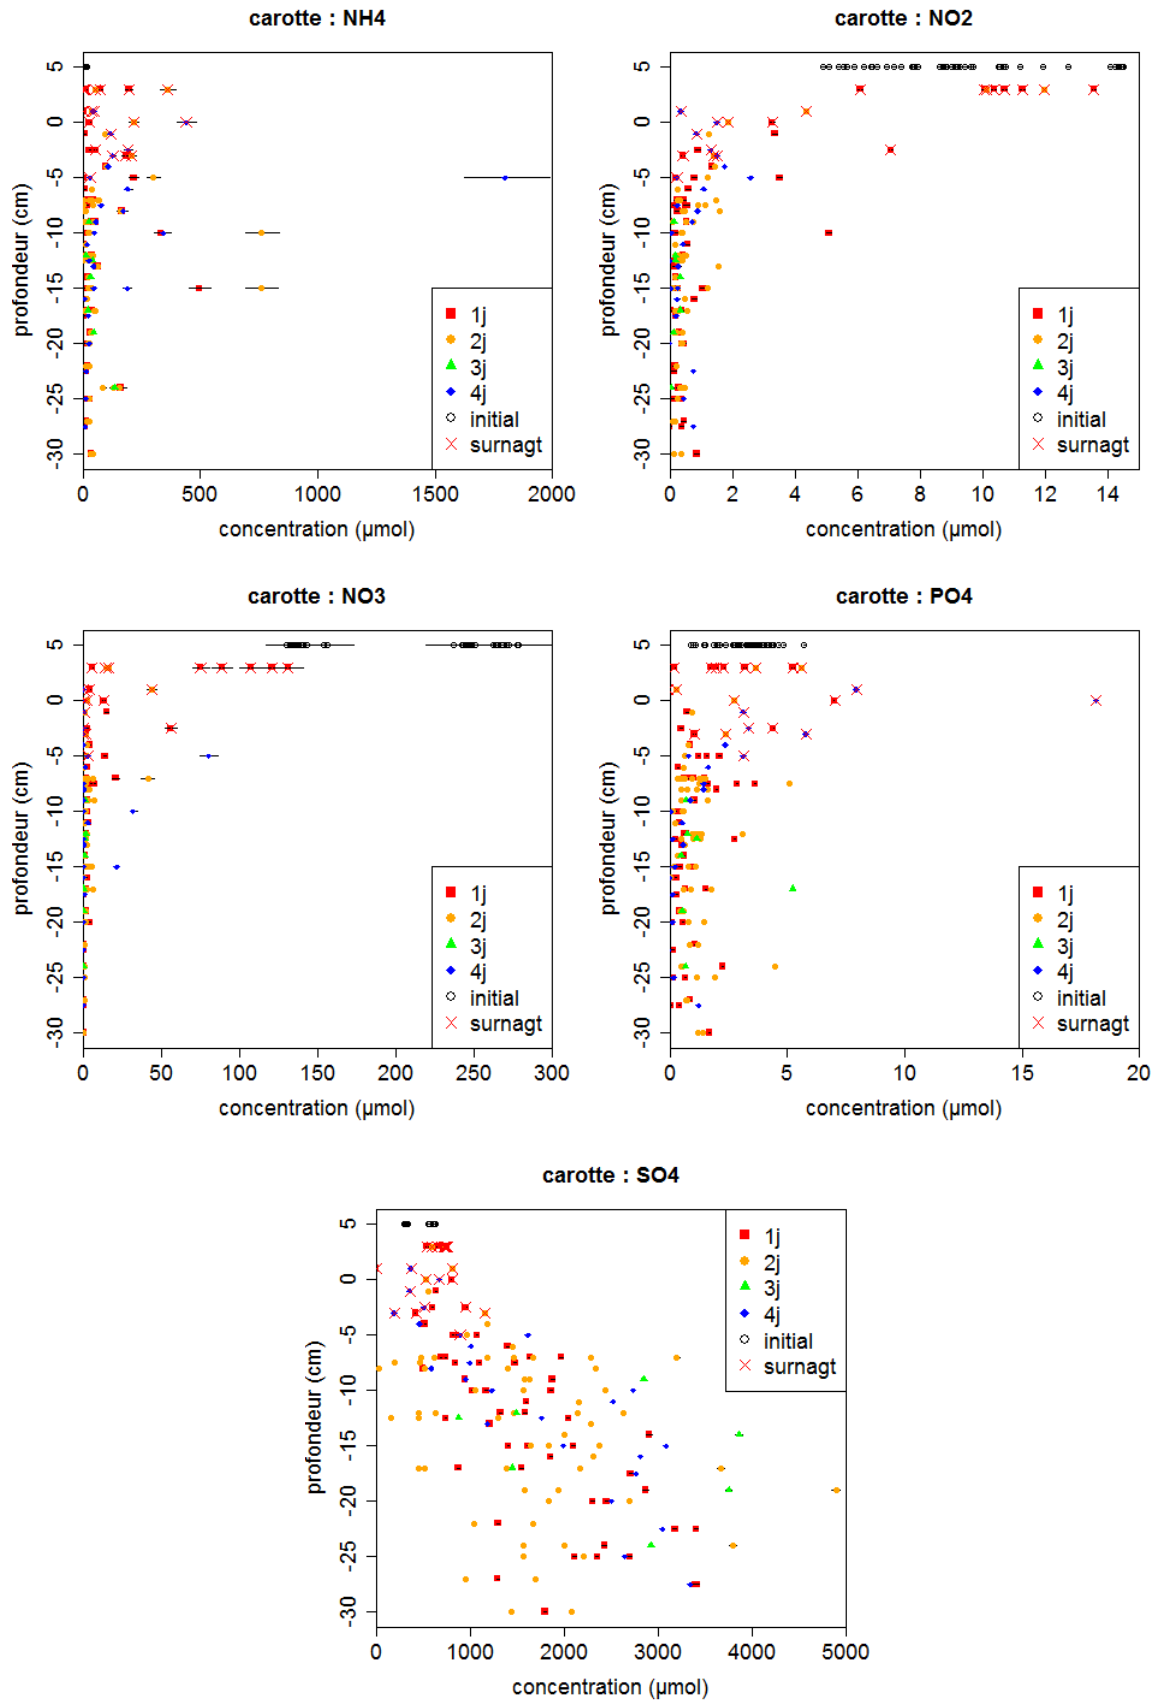 carotte : NH4
5
0
-5
-10
-15
-20
-25
-30
profondeur (cm)
1j
2j
3j
4j
initial
surnagt
0
500
1000
1500
2000
concentration (µmol)
carotte : NO2
5
0
-5
-10
-15
-20
-25
-30
profondeur (cm)
1j
2j
3j
4j
initial
surnagt
0
2
4
6
8
10
12
14
concentration (µmol)
carotte : NO3
5
0
-5
-10
-15
-20
-25
-30
profondeur (cm)
1j
2j
3j
4j
initial
surnagt
0
50
100
150
200
250
300
concentration (µmol)
carotte : PO4
5
0
-5
-10
-15
-20
-25
-30
profondeur (cm)
1j
2j
3j
4j
initial
surnagt
0
5
10
15
20
concentration (µmol)
carotte : SO4
5
0
-5
-10
-15
-20
-25
-30
profondeur (cm)
1j
2j
3j
4j
initial
surnagt
0
1000
2000
3000
4000
5000
concentration (µmol)